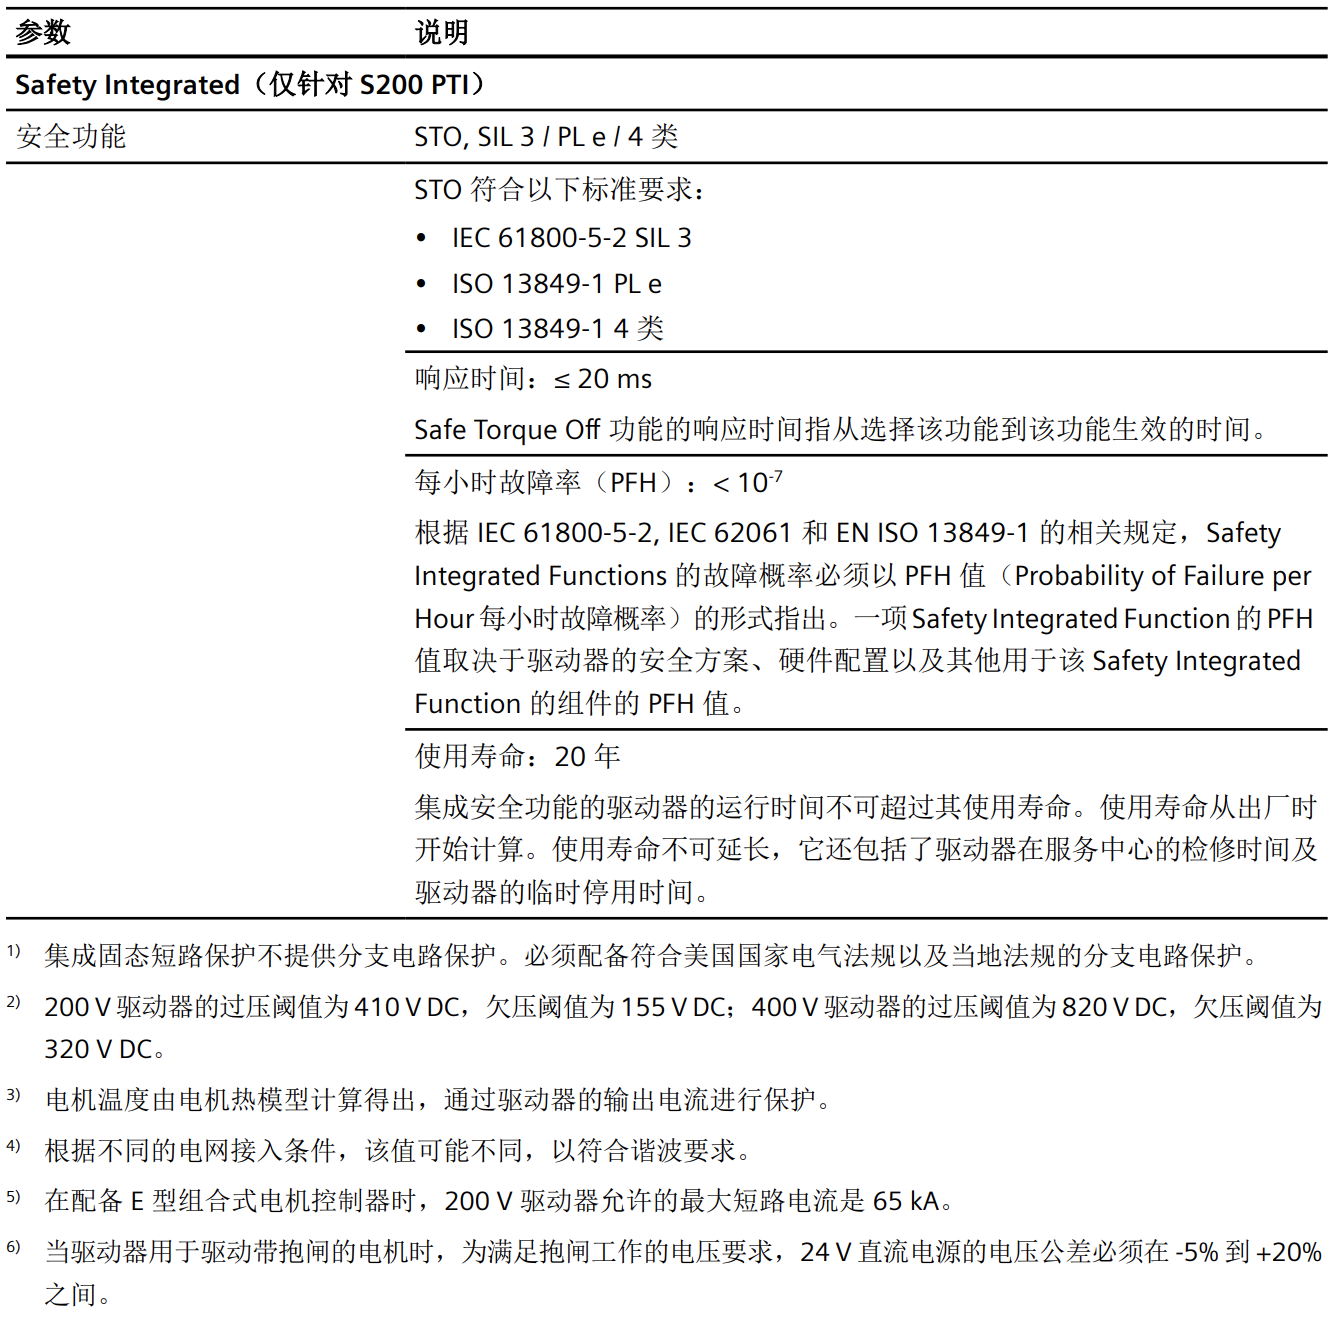 参数 说明
Safety Integrated（仅针对 S200 PTI）
安全功能 STO, SIL 3 / PL e / 4 类
STO 符合以下标准要求：
• IEC 61800-5-2 SIL 3
• ISO 13849-1 PL e
• ISO 13849-1 4 类
响应时间：≤ 20 ms
Safe Torque Off 功能的响应时间指从选择该功能到该功能生效的时间。
每小时故障率（PFH）：< 10⁻⁷
根据 IEC 61800-5-2, IEC 62061 和 EN ISO 13849-1 的相关规定，Safety
Integrated Functions 的故障概率必须以 PFH 值（Probability of Failure per
Hour 每小时故障概率）的形式指出。一项 Safety Integrated Function 的 PFH
值取决于驱动器的安全方案、硬件配置以及其他用于该 Safety Integrated
Function 的组件的 PFH 值。
使用寿命：20 年
集成安全功能的驱动器的运行时间不可超过其使用寿命。使用寿命从出厂时
开始计算。使用寿命不可延长，它还包括了驱动器在服务中心的检修时间及
驱动器的临时停用时间。
1) 集成固态短路保护不提供分支电路保护。必须配备符合美国国家电气法规以及当地法规的分支电路保护。
2) 200 V 驱动器的过压阈值为 410 V DC，欠压阈值为 155 V DC；400 V 驱动器的过压阈值为 820 V DC，欠压阈值为
320 V DC。
3) 电机温度由电机热模型计算得出，通过驱动器的输出电流进行保护。
4) 根据不同的电网接入条件，该值可能不同，以符合谐波要求。
5) 在配备 E 型组合式电机控制器时，200 V 驱动器允许的最大短路电流是 65 kA。
6) 当驱动器用于驱动带抱闸的电机时，为满足抱闸工作的电压要求，24 V 直流电源的电压公差必须在 -5% 到 +20%
之间。